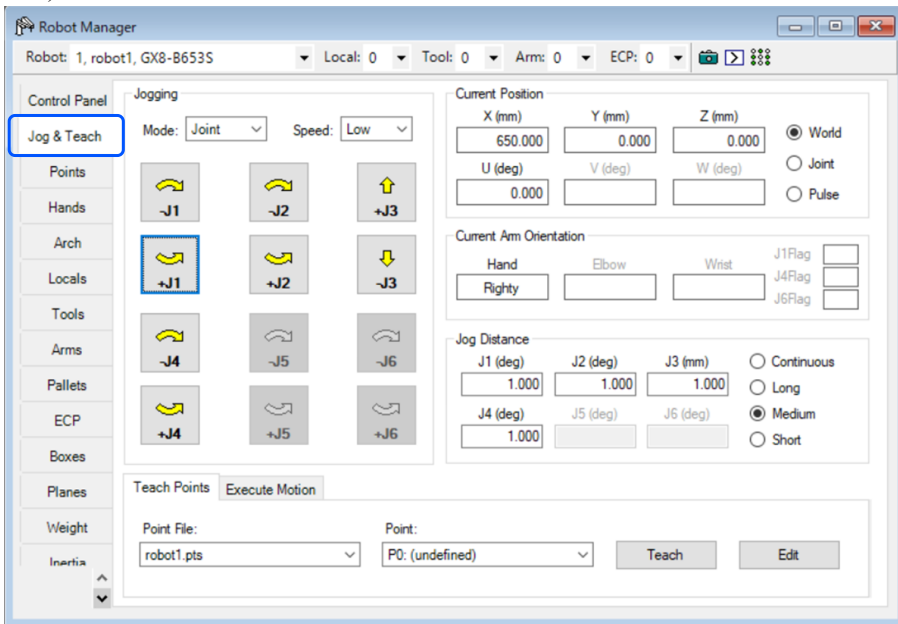 Robot Manager
Robot: 1, robot1, GX8-B653S Local: 0 Tool: 0 Arm: 0 ECP: 0
Control Panel
Jog & Teach
Points
Hands
Arch
Locals
Tools
Arms
Pallets
ECP
Boxes
Planes
Weight
Inertia
Jogging
Mode: Joint Speed: Low
-J1 -J2 +J3
+J1 +J2 -J3
-J4 -J5 -J6
+J4 +J5 +J6
Current Position
X (mm) Y (mm) Z (mm)
650.000 0.000 0.000
U (deg) V (deg) W (deg)
0.000
World
Joint
Pulse
Current Arm Orientation
Hand Elbow Wrist
Righty
J1Flag
J4Flag
J6Flag
Jog Distance
J1 (deg) J2 (deg) J3 (mm)
1.000 1.000 1.000
J4 (deg) J5 (deg) J6 (deg)
1.000
Continuous
Long
Medium
Short
Teach Points Execute Motion
Point File: Point:
robot1.pts P0: (undefined) Teach Edit